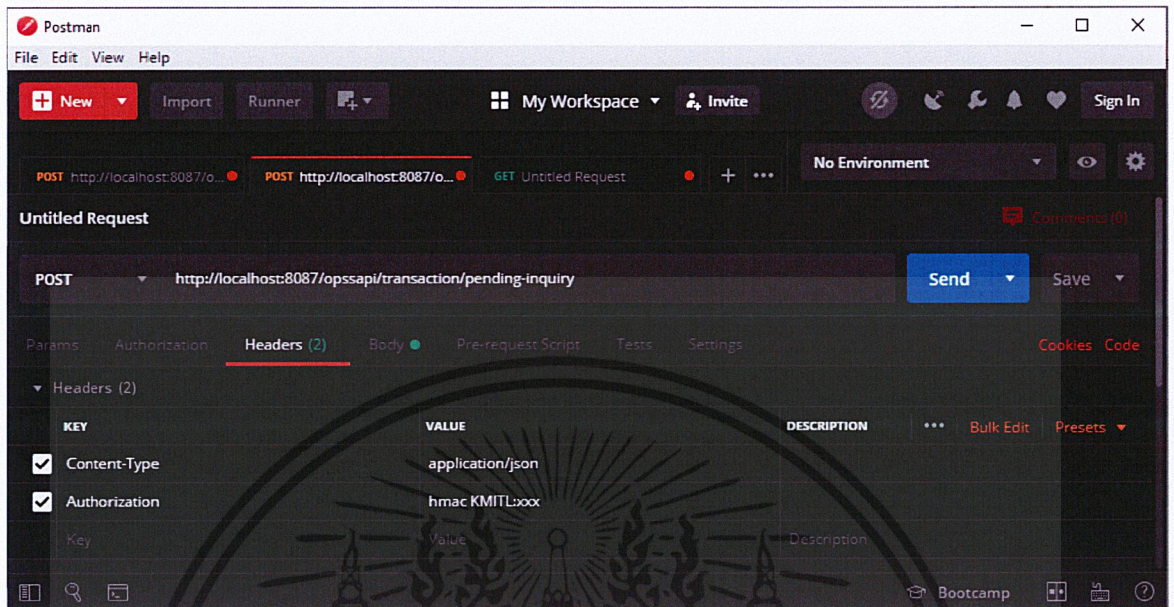 Postman
File Edit View Help
New Import Runner My Workspace Invite Sign In
POST http://localhost:8087/o... POST http://localhost:8087/o... GET Untitled Request + ••• No Environment
Untitled Request Comments (0)
POST http://localhost:8087/opssapi/transaction/pending-inquiry Send Save
Params Authorization Headers (2) Body Pre-request Script Tests Settings Cookies Code
Headers (2)
KEY VALUE DESCRIPTION ••• Bulk Edit Presets
Content-Type application/json
Authorization hmac KMITL:xxx
Key Value Description
Bootcamp